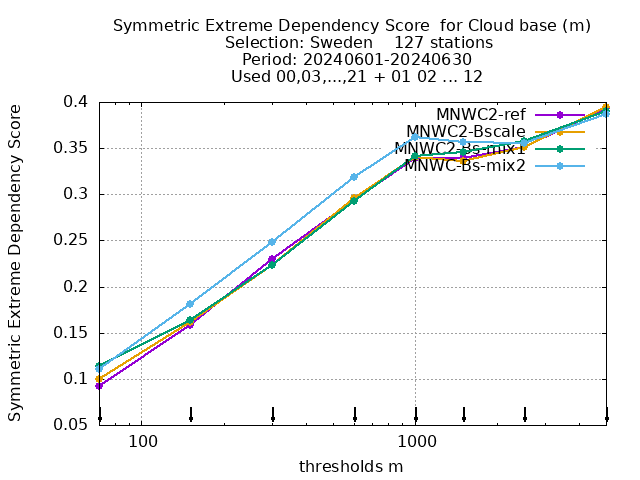 Symmetric Extreme Dependency Score  for Cloud base (m)
Selection: Sweden    127 stations
Period: 20240601-20240630
Used 00,03,...,21 + 01 02 ... 12
Symmetric Extreme Dependency Score
0.4
0.35
0.3
0.25
0.2
0.15
0.1
0.05
MNWC2-ref
MNWC2-Bscale
MNWC2-Bs-mix1
MNWC-Bs-mix2
100
1000
thresholds m